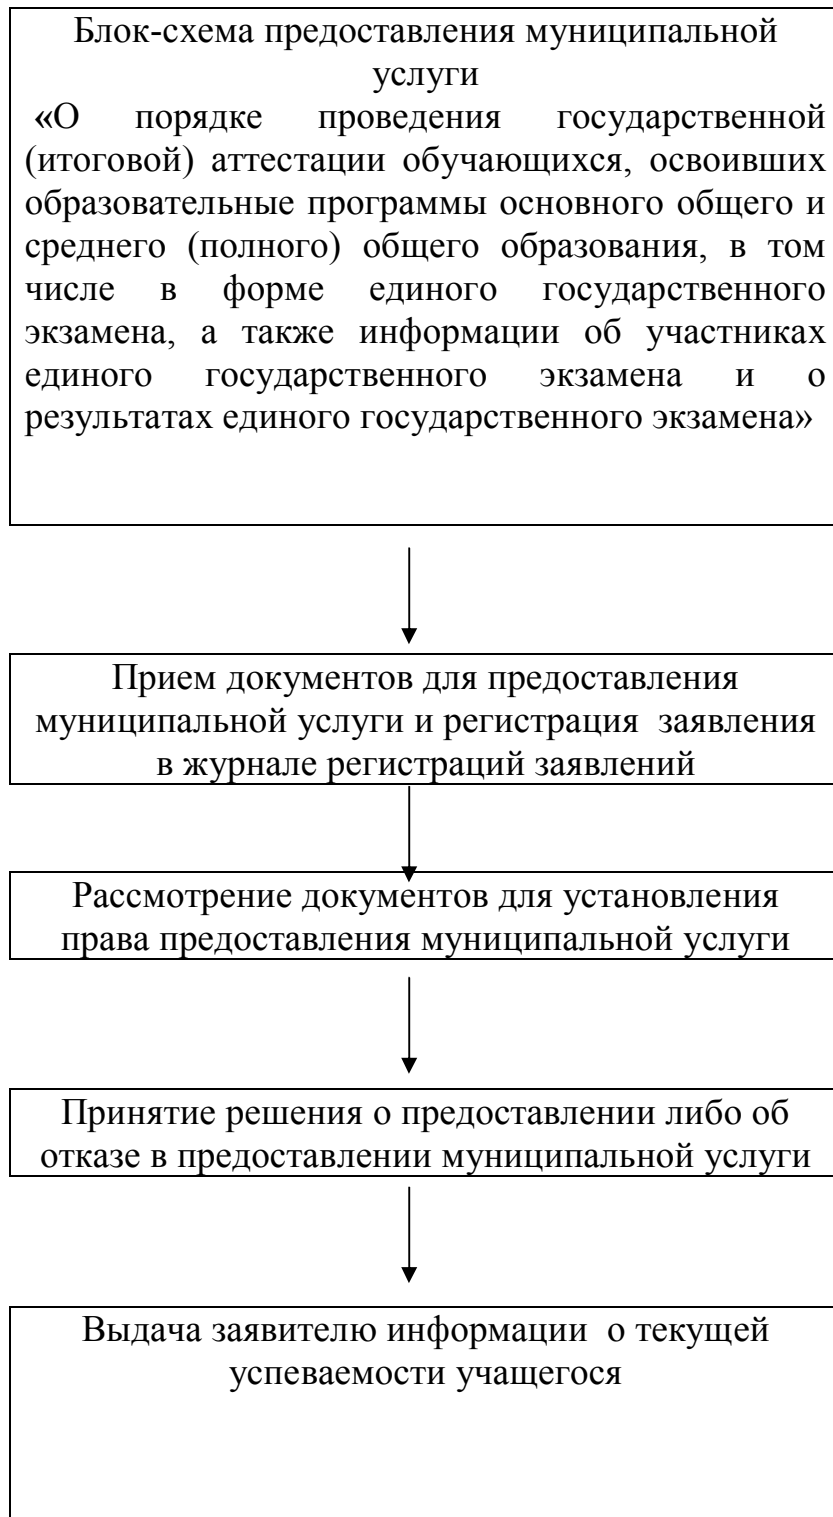 Блок-схема предоставления муниципальной
услуги
«О порядке проведения государственной
(итоговой) аттестации обучающихся, освоивших
образовательные программы основного общего и
среднего (полного) общего образования, в том
числе в форме единого государственного
экзамена, а также информации об участниках
единого государственного экзамена и о
результатах единого государственного экзамена»
Прием документов для предоставления
муниципальной услуги и регистрация заявления
в журнале регистраций заявлений
Рассмотрение документов для установления
права предоставления муниципальной услуги
Принятие решения о предоставлении либо об
отказе в предоставлении муниципальной услуги
Выдача заявителю информации о текущей
успеваемости учащегося